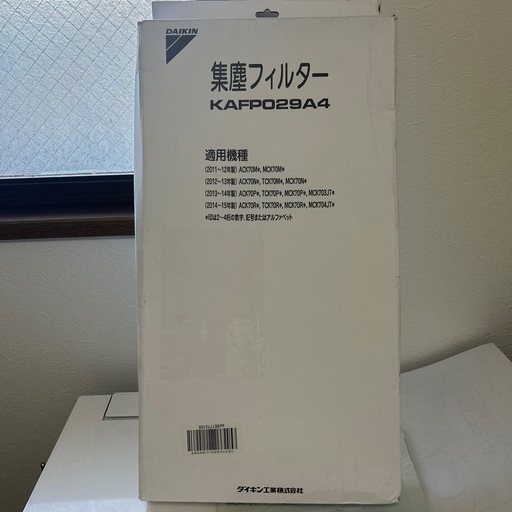 DAIKIN
集塵フィルター
KAFP029A4
適用機種
(2011~12年製) ACK70M*, MCK70M*
(2012~13年製) ACK70N*, TCK70M*, MCK70N*
(2013~14年製) ACK70P*, TCK70P*, MCK70P*, MCK703JT*
(2014~15年製) ACK70R*, TCK70R*, MCK70R*, MCK704JT*
*印は2~4桁の数字、記号またはアルファベット
ダイキン工業株式会社